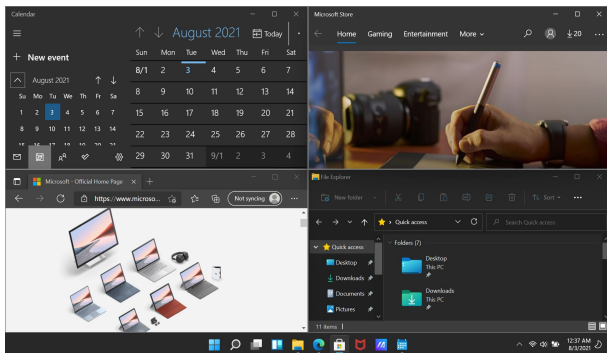 Calendar
August 2021
Today
New event
August 2021
Su Mo Tu We Th Fr Sa
1 2 3 4 5 6 7
8 9 10 11 12 13 14
15 16 17 18 19 20 21
Sun Mon Tue Wed Thu Fri Sat
8/1 2 3 4 5 6 7
8 9 10 11 12 13 14
15 16 17 18 19 20 21
22 23 24 25 26 27 28
29 30 31 9/1 2 3 4
Microsoft Store
Home Gaming Entertainment More
20
Microsoft - Official Home Page
https://www.microso...
Not syncing
File Explorer
New folder
Sort
Quick access
Search Quick access
Quick access
Desktop
Downloads
Documents
Pictures
Folders (7)
Desktop
This PC
Downloads
This PC
11 items
12:37 AM
8/3/2021